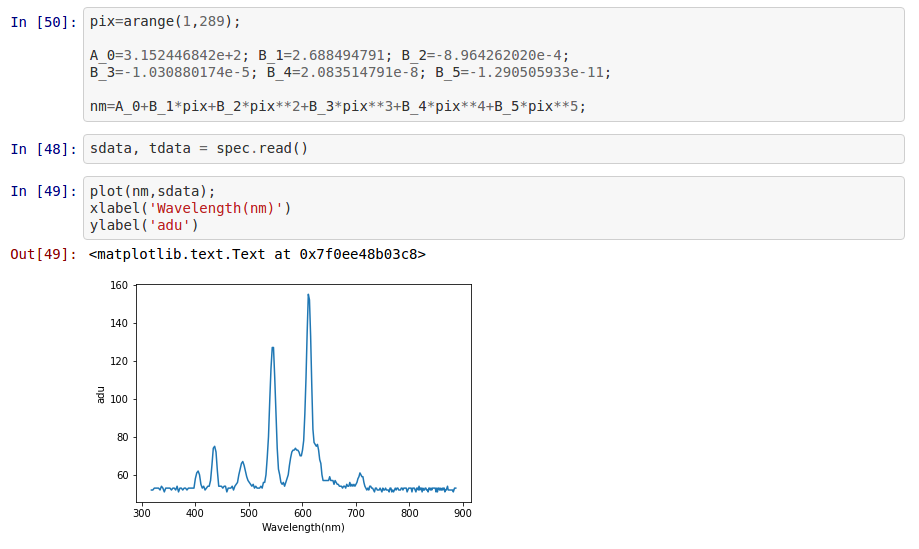 In [50]: pix=arange(1,289);
A_0=3.152446842e+2; B_1=2.688494791; B_2=-8.964262020e-4;
B_3=-1.030880174e-5; B_4=2.083514791e-8; B_5=-1.290505933e-11;
nm=A_0+B_1*pix+B_2*pix**2+B_3*pix**3+B_4*pix**4+B_5*pix**5;
In [48]: sdata, tdata = spec.read()
In [49]: plot(nm,sdata);
xlabel('Wavelength(nm)')
ylabel('adu')
Out[49]: <matplotlib.text.Text at 0x7f0ee48b03c8>
160
140
120
100
80
60
adu
300 400 500 600 700 800 900
Wavelength(nm)